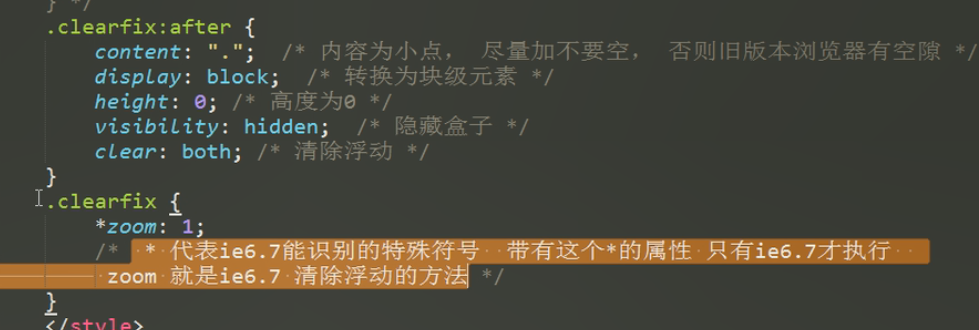 } */
.clearfix:after {
content: "."; /* 内容为小点， 尽量加不要空， 否则旧版本浏览器有空隙 */
display: block; /* 转换为块级元素 */
height: 0; /* 高度为0 */
visibility: hidden; /* 隐藏盒子 */
clear: both; /* 清除浮动 */
}
.clearfix {
*zoom: 1;
/* * 代表ie6.7能识别的特殊符号 带有这个*的属性 只有ie6.7才执行
zoom 就是ie6.7 清除浮动的方法 */
}
</style>